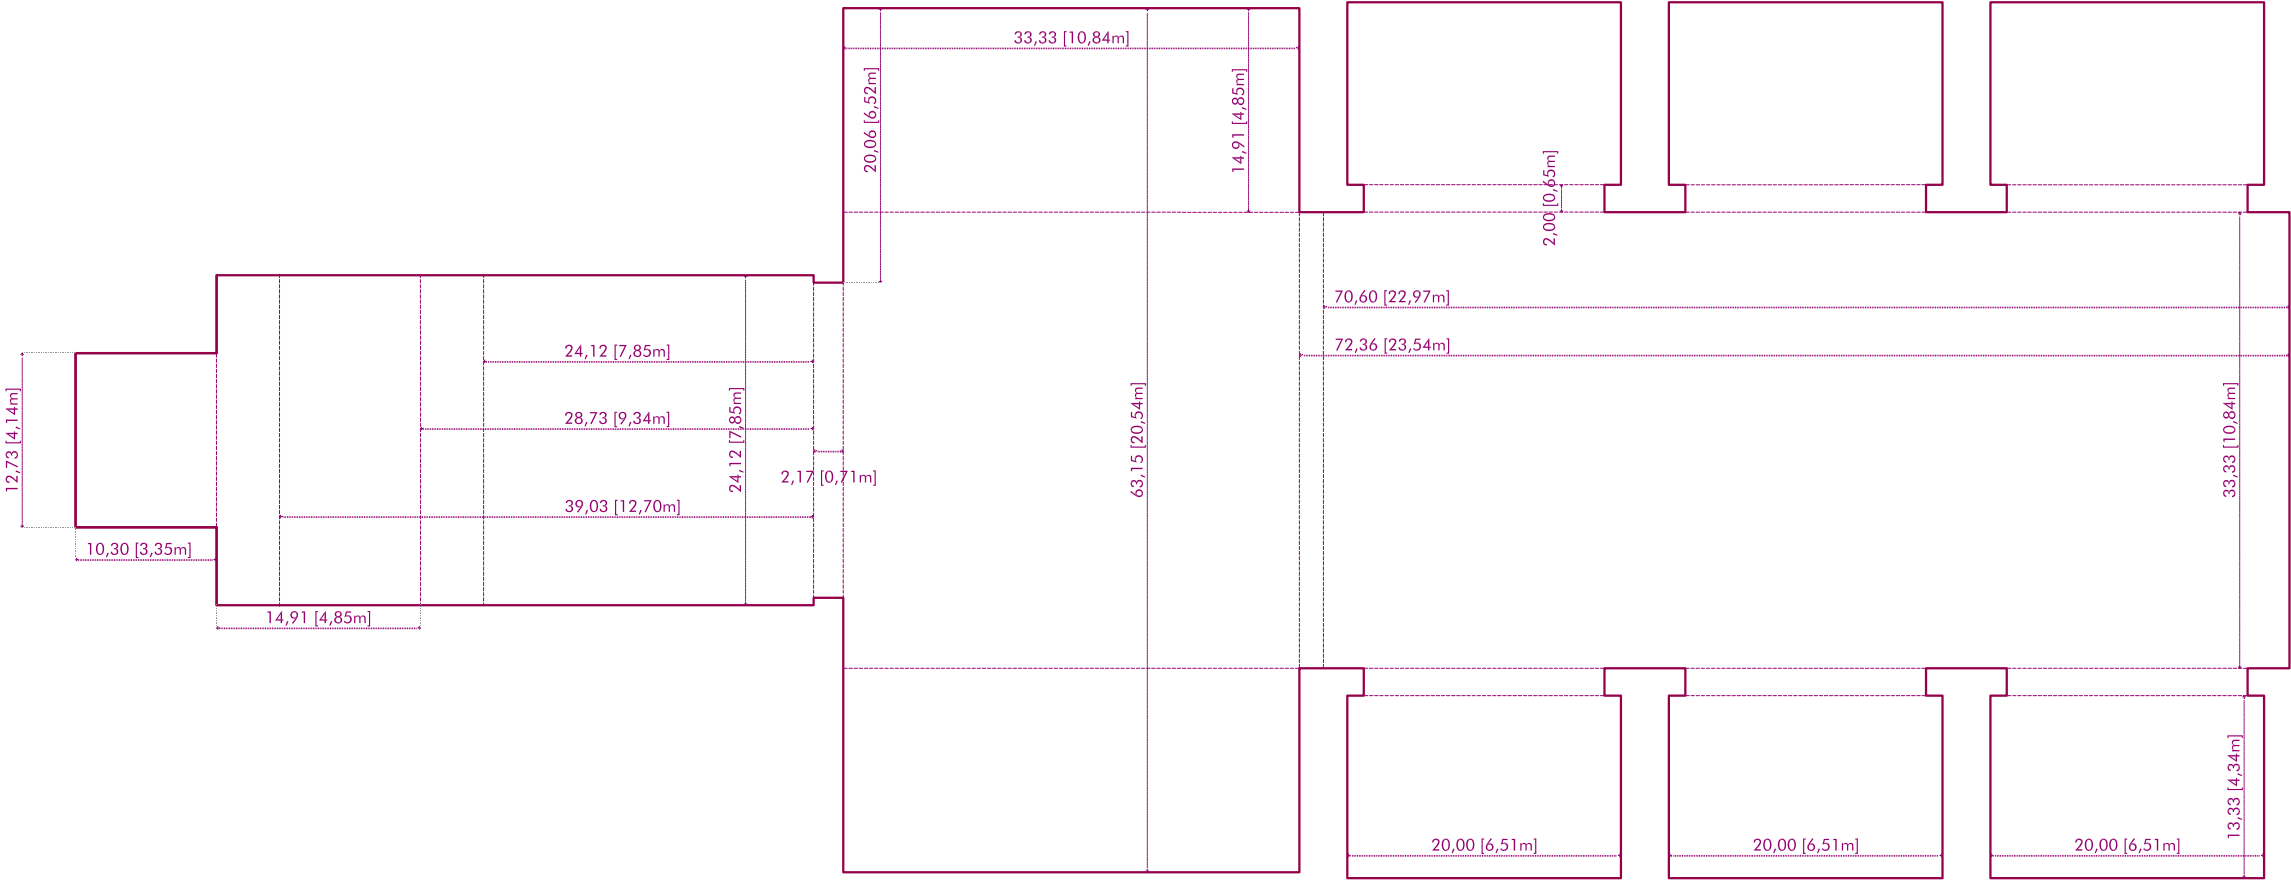 33,33 [10,84m]
20,06 [6,52m]
14,91 [4,85m]
2,00 [0,65m]
70,60 [22,97m]
72,36 [23,54m]
24,12 [7,85m]
28,73 [9,34m]
24,12 [7,85m]
12,73 [4,14m]
63,15 [20,54m]
33,33 [10,84m]
2,17 [0,71m]
39,03 [12,70m]
10,30 [3,35m]
14,91 [4,85m]
13,33 [4,34m]
20,00 [6,51m]
20,00 [6,51m]
20,00 [6,51m]